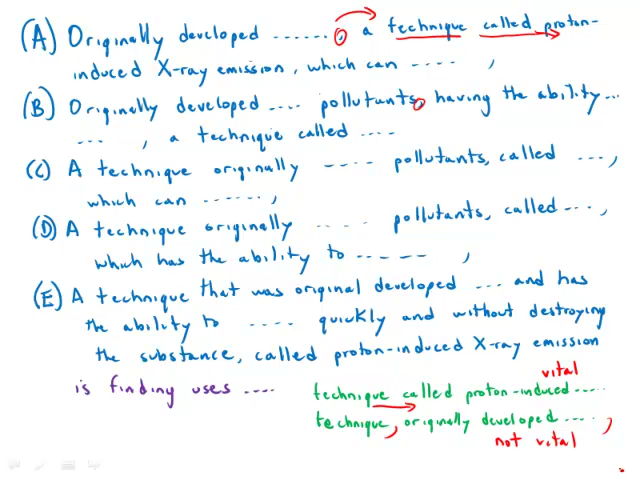 (A) Originally developed ......, a technique called proton-
induced X-ray emission, which can ....,
(B) Originally developed .... pollutants, having the ability...
..., a technique called ....
(C) A technique originally ..... pollutants, called ...,
which can ......,
(D) A technique originally ..... pollutants, called ...,
which has the ability to .....,
(E) A technique that was original developed ... and has
the ability to .... quickly and without destroying
the substance, called proton-induced X-ray emission
is finding uses ....
vital
technique called proton-induced ....
technique, originally developed ....,
not vital